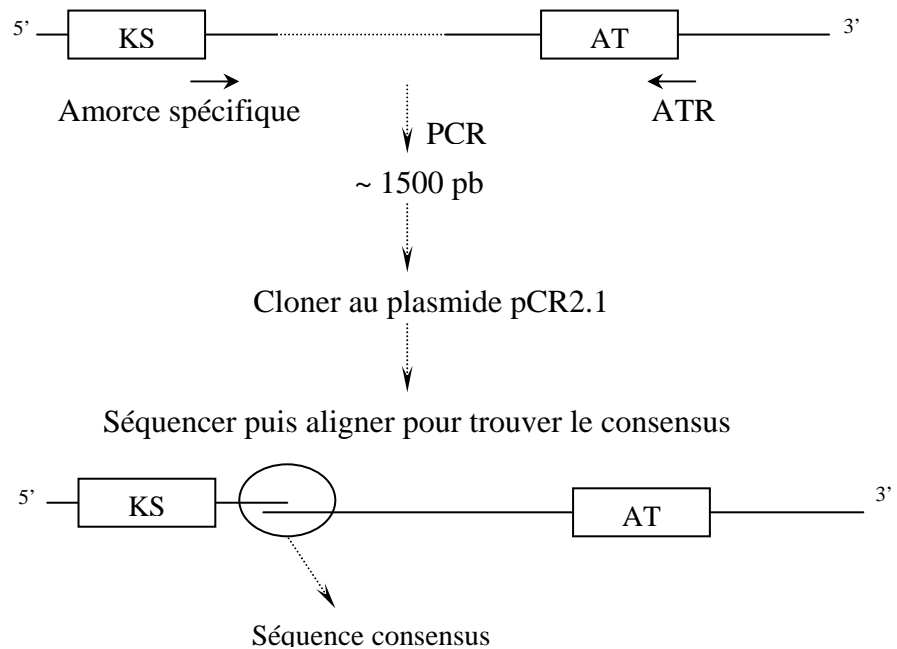 5’ KS AT 3’
Amorce spécifique ATR
PCR
~ 1500 pb
Cloner au plasmide pCR2.1
Séquencer puis aligner pour trouver le consensus
5’ KS AT 3’
Séquence consensus